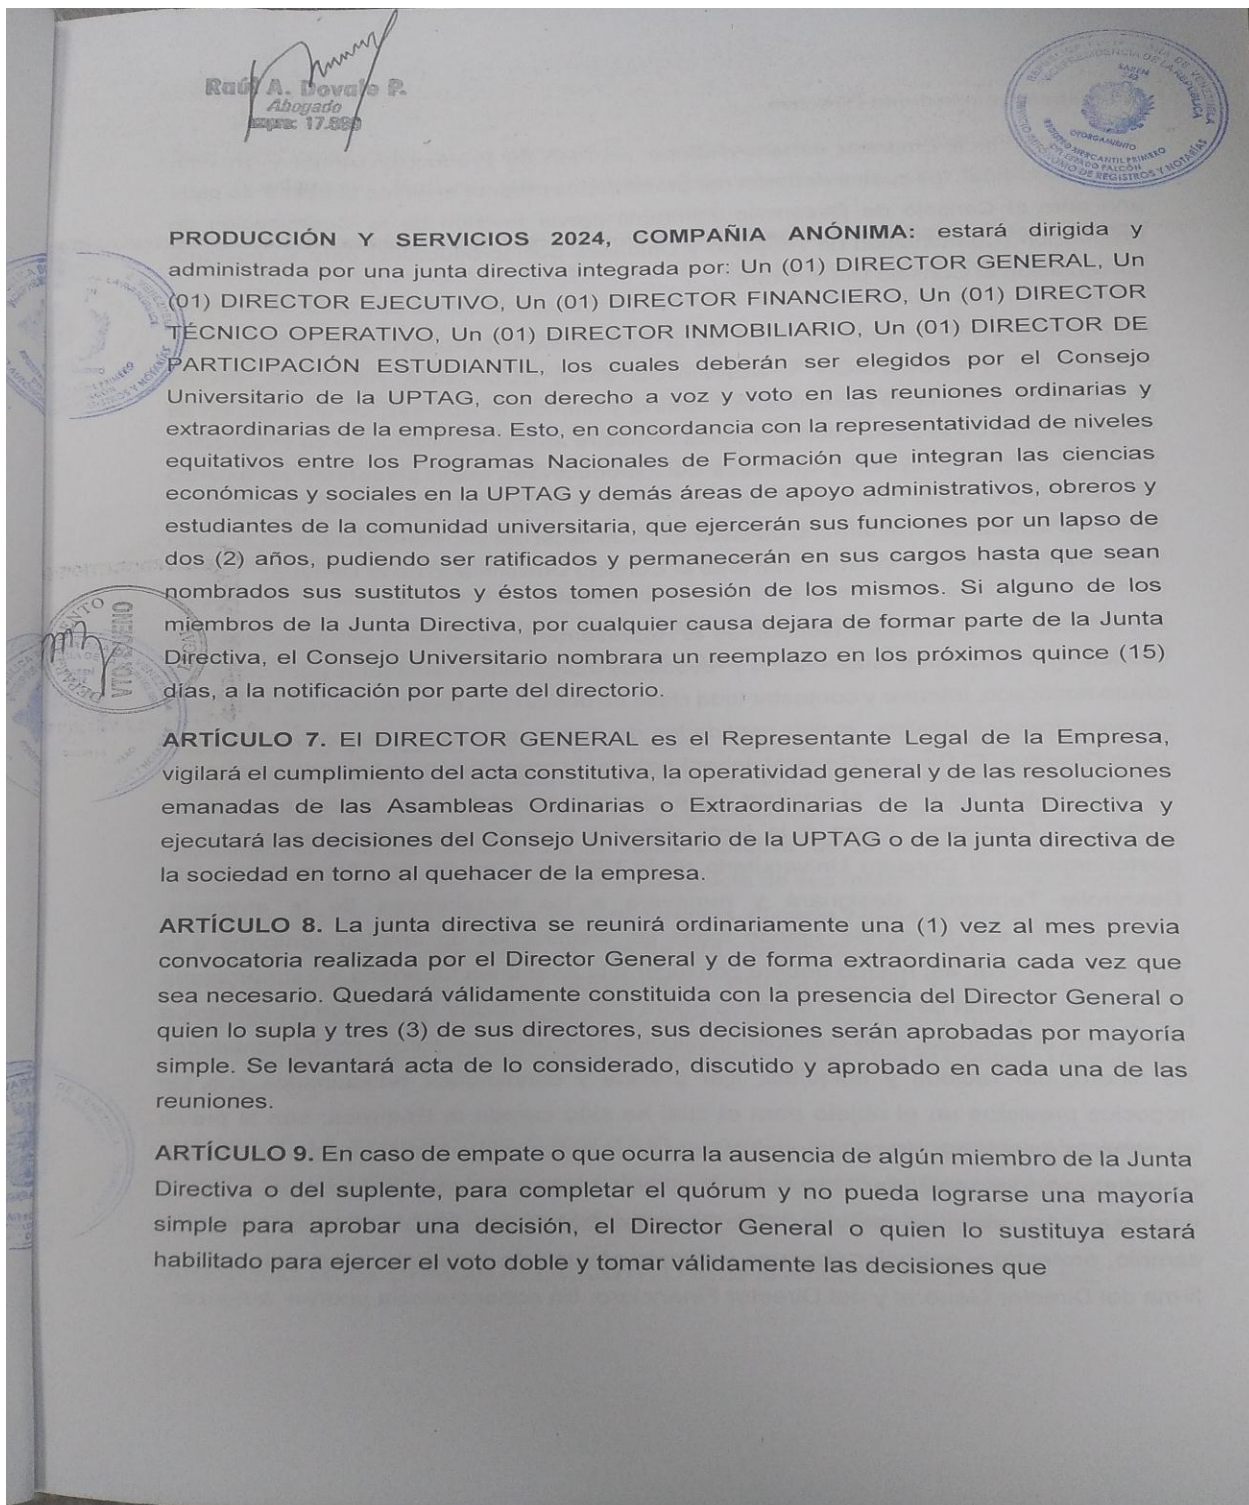 Raúl A. Dovale P.
Abogado
17.890
REGISTRO MERCANTIL PRIMERO
DEL ESTADO FALCÓN
OTORGAMIENTO
PRODUCCIÓN Y SERVICIOS 2024, COMPAÑIA ANÓNIMA: estará dirigida y
administrada por una junta directiva integrada por: Un (01) DIRECTOR GENERAL, Un
(01) DIRECTOR EJECUTIVO, Un (01) DIRECTOR FINANCIERO, Un (01) DIRECTOR
TÉCNICO OPERATIVO, Un (01) DIRECTOR INMOBILIARIO, Un (01) DIRECTOR DE
PARTICIPACIÓN ESTUDIANTIL, los cuales deberán ser elegidos por el Consejo
Universitario de la UPTAG, con derecho a voz y voto en las reuniones ordinarias y
extraordinarias de la empresa. Esto, en concordancia con la representatividad de niveles
equitativos entre los Programas Nacionales de Formación que integran las ciencias
económicas y sociales en la UPTAG y demás áreas de apoyo administrativos, obreros y
estudiantes de la comunidad universitaria, que ejercerán sus funciones por un lapso de
dos (2) años, pudiendo ser ratificados y permanecerán en sus cargos hasta que sean
nombrados sus sustitutos y éstos tomen posesión de los mismos. Si alguno de los
miembros de la Junta Directiva, por cualquier causa dejara de formar parte de la Junta
Directiva, el Consejo Universitario nombrara un reemplazo en los próximos quince (15)
días, a la notificación por parte del directorio.
VTO. BUENO
ARTÍCULO 7. El DIRECTOR GENERAL es el Representante Legal de la Empresa,
vigilará el cumplimiento del acta constitutiva, la operatividad general y de las resoluciones
emanadas de las Asambleas Ordinarias o Extraordinarias de la Junta Directiva y
ejecutará las decisiones del Consejo Universitario de la UPTAG o de la junta directiva de
la sociedad en torno al quehacer de la empresa.
ARTÍCULO 8. La junta directiva se reunirá ordinariamente una (1) vez al mes previa
convocatoria realizada por el Director General y de forma extraordinaria cada vez que
sea necesario. Quedará válidamente constituida con la presencia del Director General o
quien lo supla y tres (3) de sus directores, sus decisiones serán aprobadas por mayoría
simple. Se levantará acta de lo considerado, discutido y aprobado en cada una de las
reuniones.
ARTÍCULO 9. En caso de empate o que ocurra la ausencia de algún miembro de la Junta
Directiva o del suplente, para completar el quórum y no pueda lograrse una mayoría
simple para aprobar una decisión, el Director General o quien lo sustituya estará
habilitado para ejercer el voto doble y tomar válidamente las decisiones que